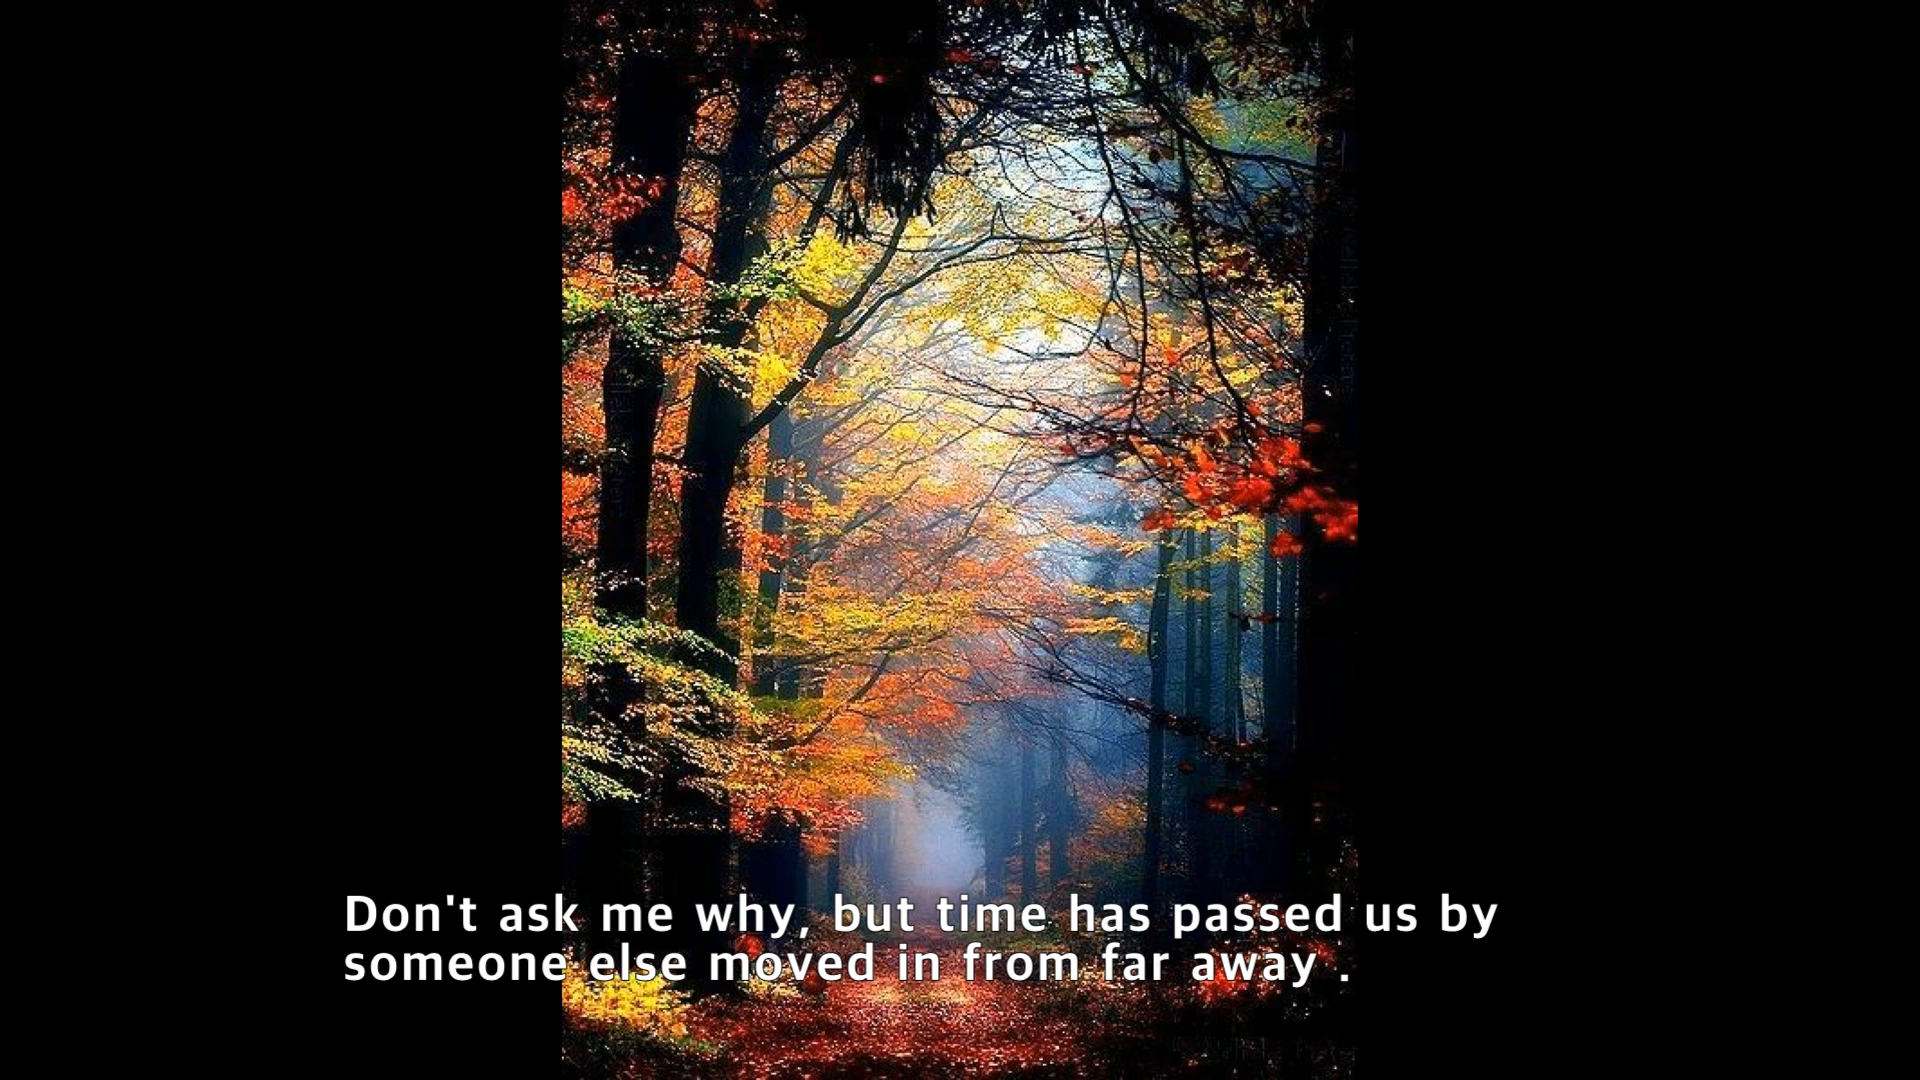 Don't ask me why, but time has passed us by
someone else moved in from far away .